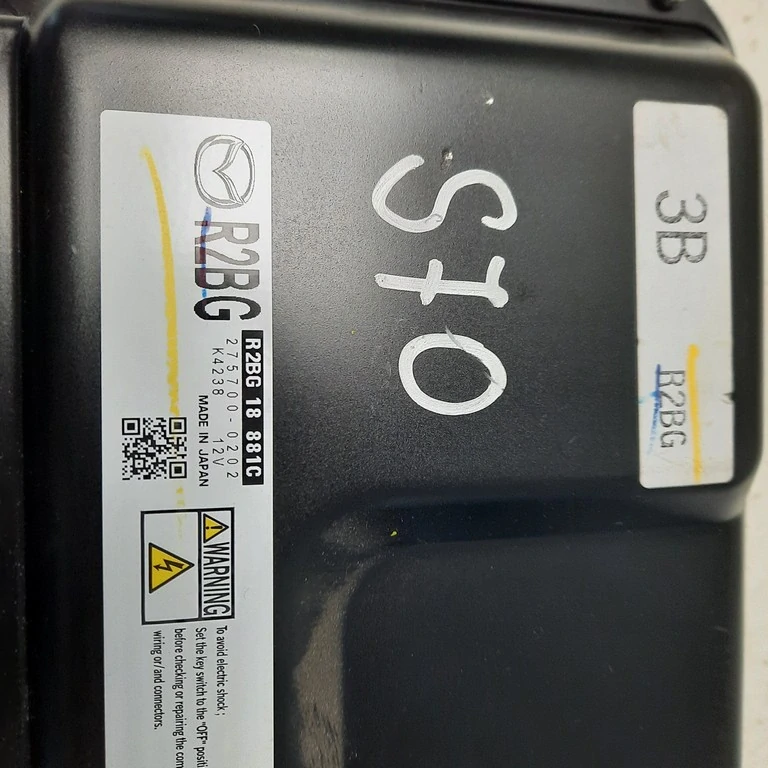 3B R2BG
S70
R2BG
R2BG 18 881C
275700-0202
K4238 12V
MADE IN JAPAN
WARNING
To avoid electric shock;
Set the key switch to the "OFF" positi
before checking or repairing the com
wiring or/and connectors.